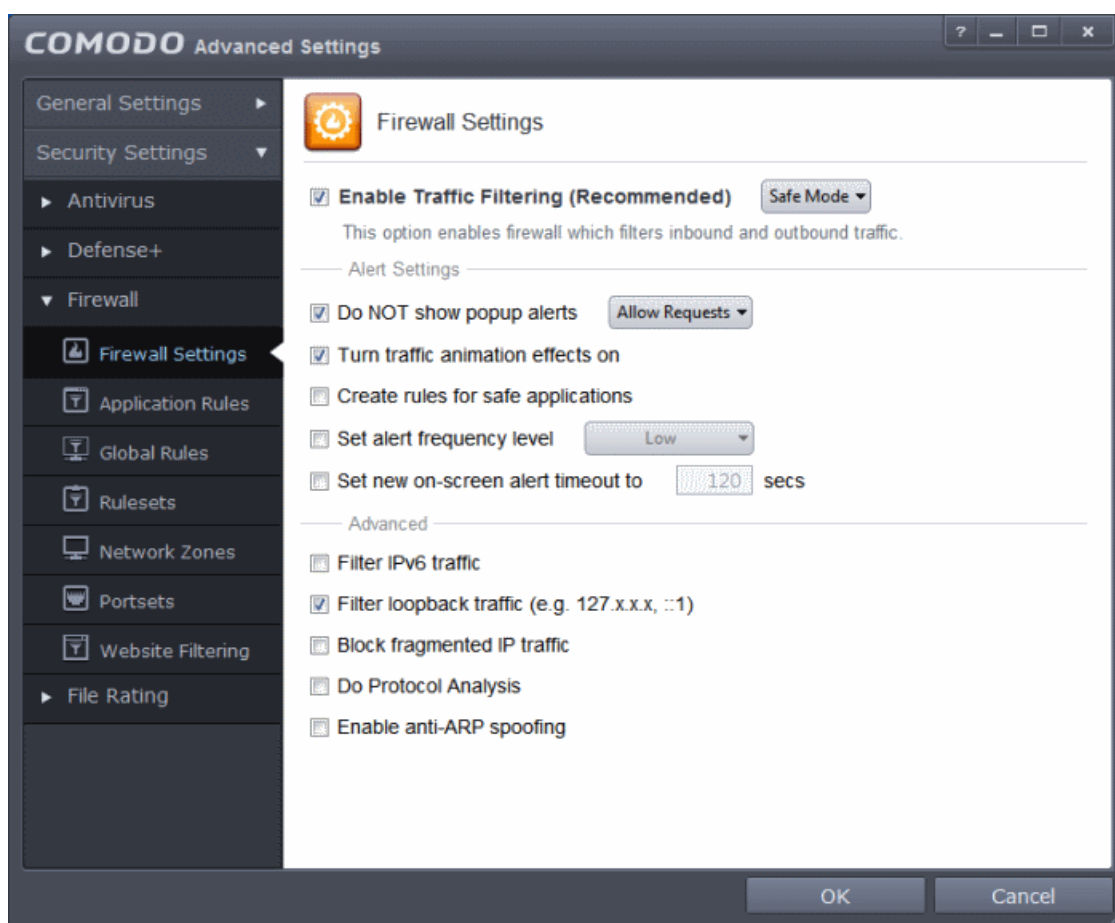 COMODO Advanced Settings
?
General Settings
Security Settings
Antivirus
Defense+
Firewall
Firewall Settings
Application Rules
Global Rules
Rulesets
Network Zones
Portsets
Website Filtering
File Rating
Firewall Settings
Enable Traffic Filtering (Recommended) Safe Mode
This option enables firewall which filters inbound and outbound traffic.
Alert Settings
Do NOT show popup alerts Allow Requests
Turn traffic animation effects on
Create rules for safe applications
Set alert frequency level Low
Set new on-screen alert timeout to 120 secs
Advanced
Filter IPv6 traffic
Filter loopback traffic (e.g. 127.x.x.x, ::1)
Block fragmented IP traffic
Do Protocol Analysis
Enable anti-ARP spoofing
OK Cancel